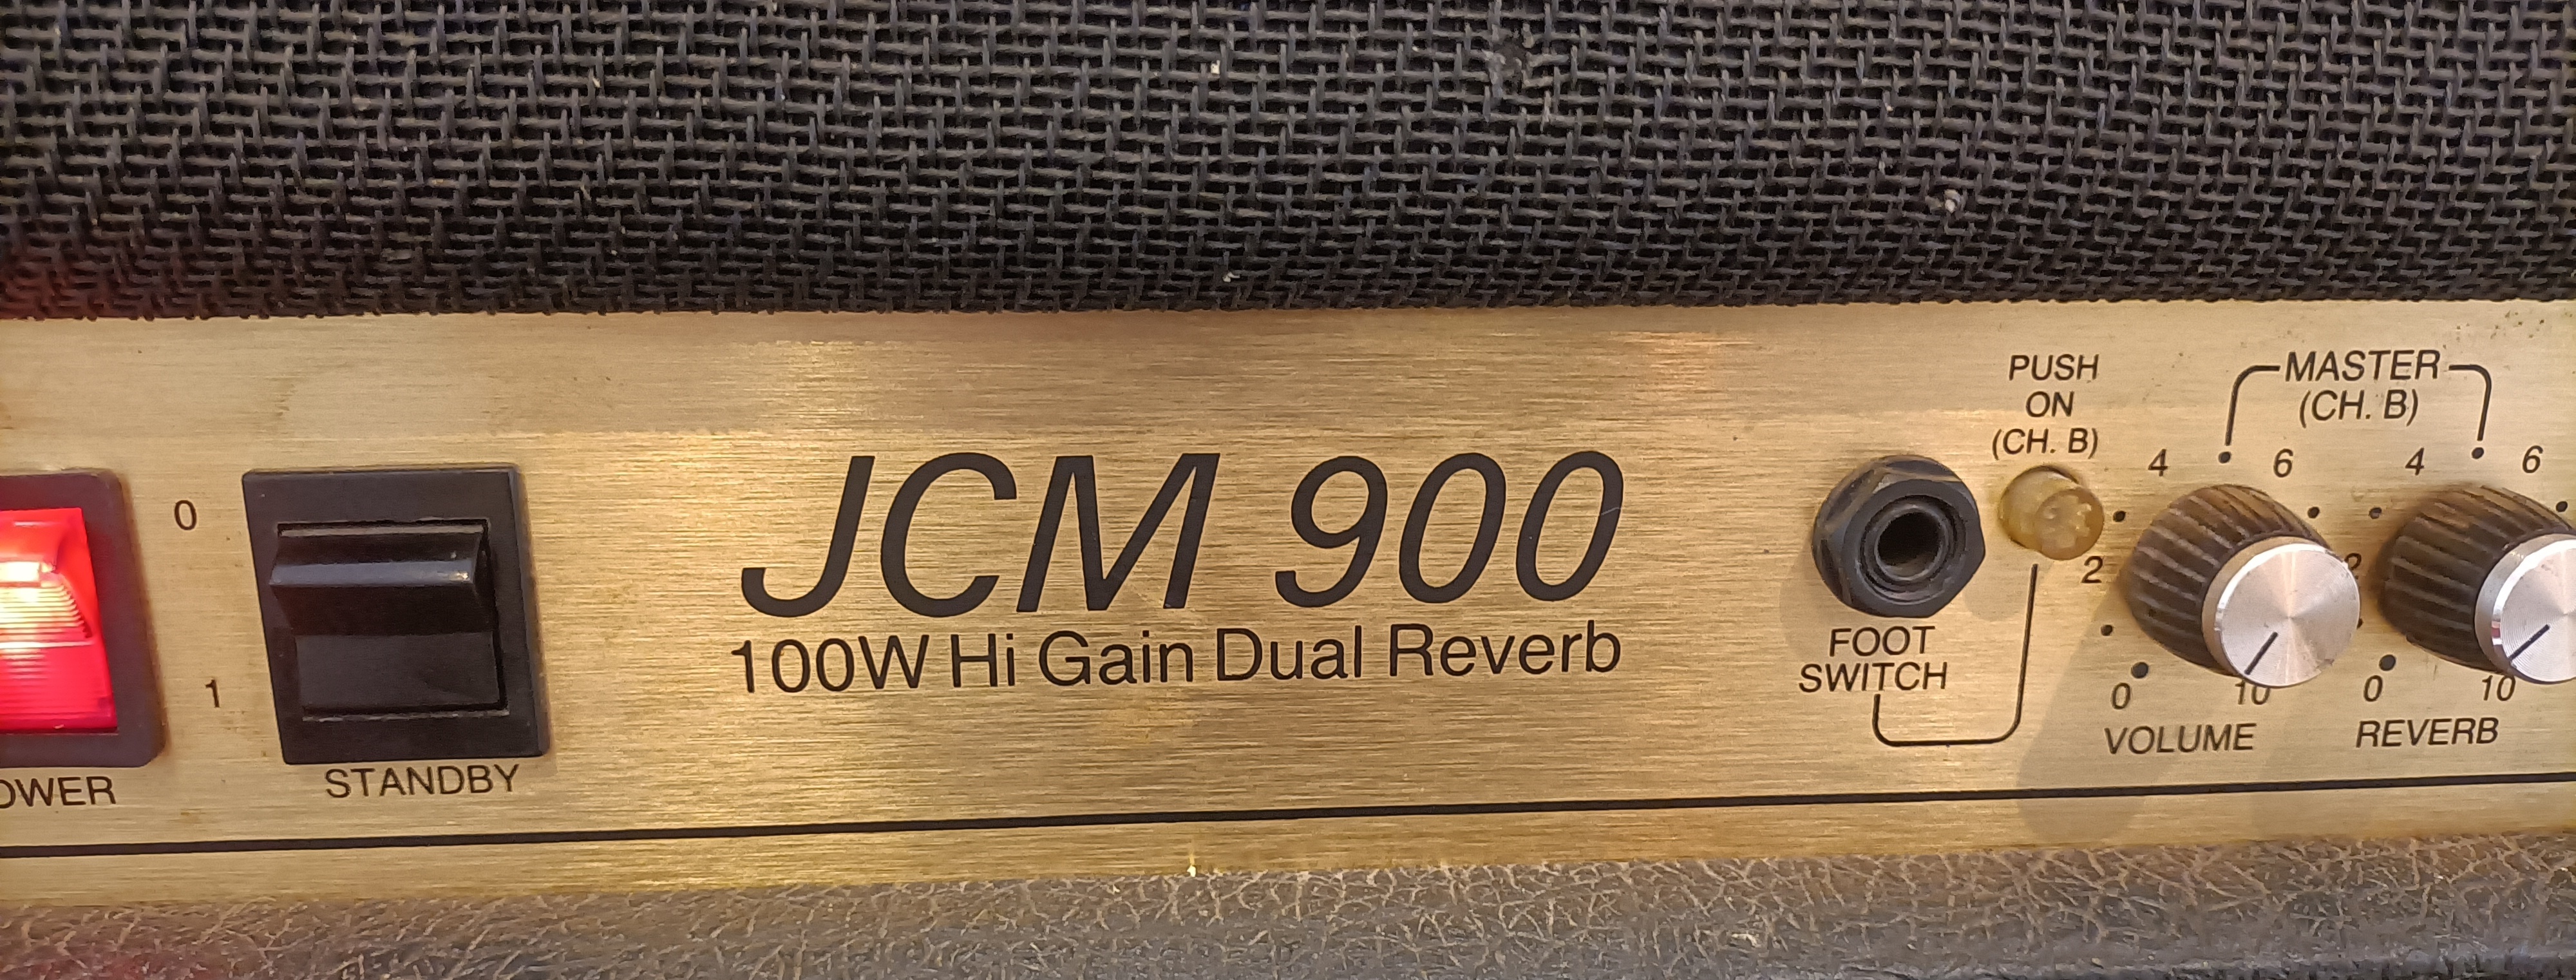 0
1
OWER
STANDBY
JCM 900
100W Hi Gain Dual Reverb
FOOT
SWITCH
PUSH
ON
(CH. B)
MASTER
(CH. B)
0
2
4
6
10
VOLUME
0
2
4
6
10
REVERB